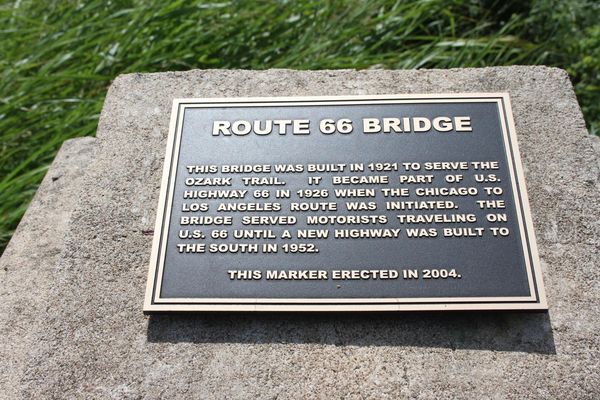 ROUTE 66 BRIDGE
THIS BRIDGE WAS BUILT IN 1921 TO SERVE THE
OZARK TRAIL. IT BECAME PART OF U.S.
HIGHWAY 66 IN 1926 WHEN THE CHICAGO TO
LOS ANGELES ROUTE WAS INITIATED. THE
BRIDGE SERVED MOTORISTS TRAVELING ON
U.S. 66 UNTIL A NEW HIGHWAY WAS BUILT TO
THE SOUTH IN 1952.
THIS MARKER ERECTED IN 2004.